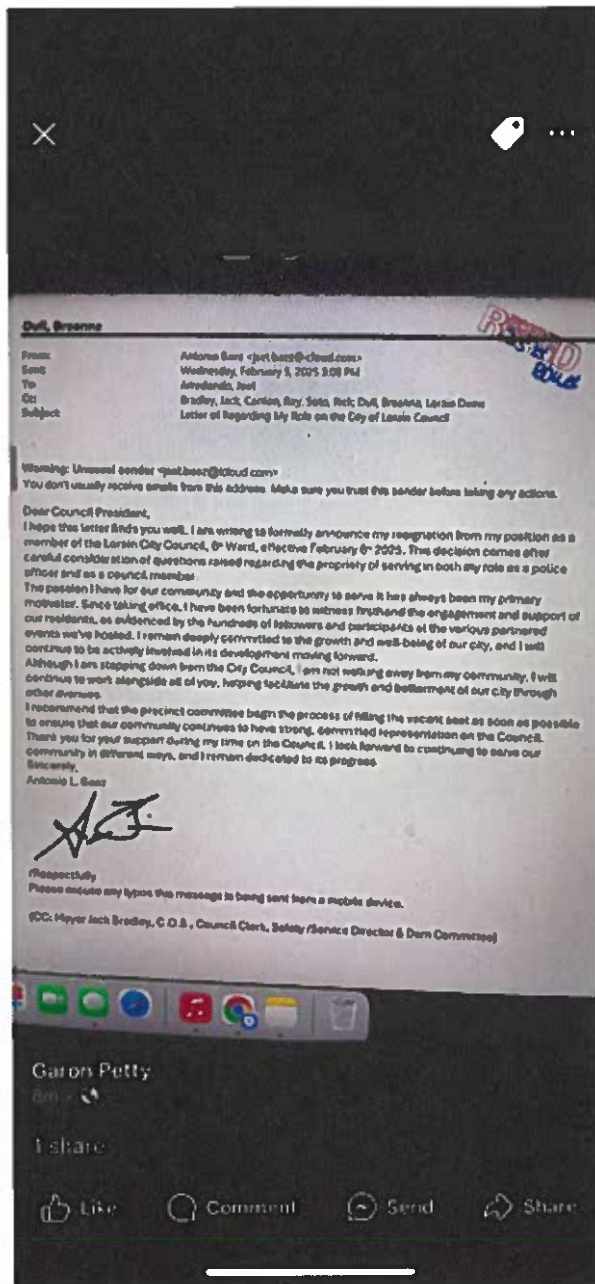 Dull, Breanne
From:
Sent:
To:
Cc:
Subject:
Antonio Baez
Wednesday, February 5, 2025 3:08 PM
Arredondo, Joel
Bradley, Jack; Carrion, Rey; Soto, Rick; Dull, Breanna; Lorain Dems
Letter of Regarding My Role on the City of Lorain Council
Warning: Unusual sender
You don't usually receive emails from this address. Make sure you trust this sender before taking any actions.
Dear Council President,
I hope this letter finds you well. I am writing to formally announce my resignation from my position as a
member of the Lorain City Council, 6th Ward, effective February 6th 2025. This decision comes after
careful consideration of questions raised regarding the propriety of serving in both my role as a police
officer and as a council member.
The passion I have for our community and the opportunity to serve it has always been my primary
motivator. Since taking office, I have been fortunate to witness firsthand the engagement and support of
our residents, as evidenced by the hundreds of followers and participants at the various partnered
events we've hosted. I remain deeply committed to the growth and well-being of our city, and I will
continue to be actively involved in its development moving forward.
Although I am stepping down from the City Council, I am not walking away from my community, I will
continue to work alongside all of you, helping facilitate the growth and betterment of our city through
other avenues.
I recommend that the precinct committee begin the process of filling the vacant seat as soon as possible
to ensure that our community continues to have strong, committed representation on the Council.
Thank you for your support during my time on the Council. I look forward to continuing to serve our
community in different ways, and I remain dedicated to its progress.
Sincerely,
Antonio L. Baez
/Respectfully
Please excuse any typos this message is being sent from a mobile device.
(CC: Mayor Jack Bradley, C.O.S., Council Clerk, Safety /Service Director & Dem Committee)
Garon Petty
8m
1 share
Like
Comment
Send
Share